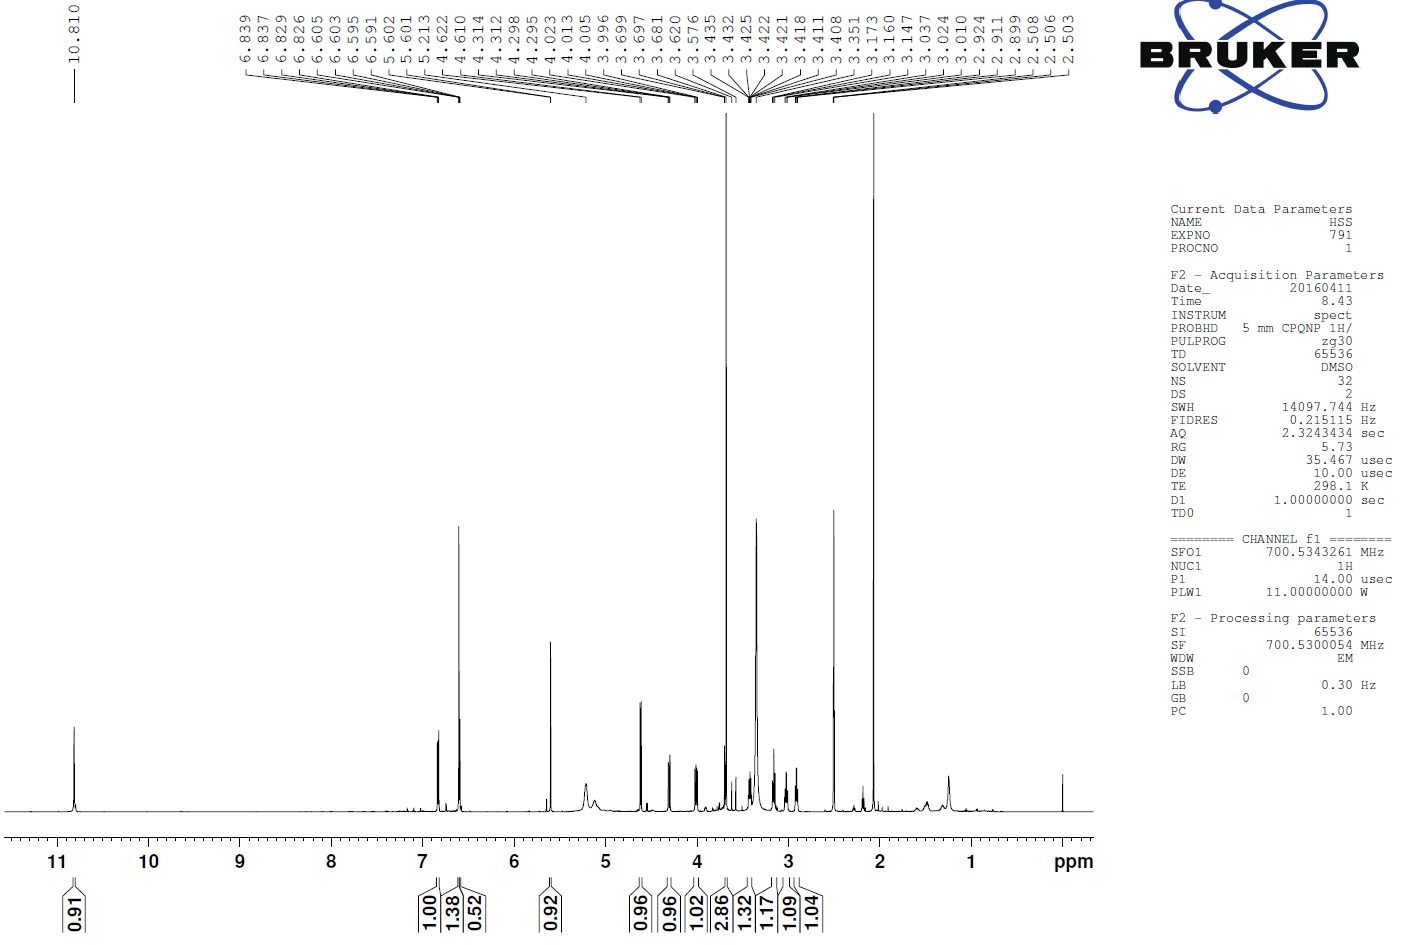 10.810
6.839
6.837
6.829
6.826
6.605
6.603
6.595
6.591
5.602
5.601
5.213
4.622
4.610
4.314
4.312
4.298
4.295
4.023
4.013
4.005
3.996
3.699
3.697
3.681
3.620
3.576
3.435
3.432
3.425
3.422
3.421
3.418
3.411
3.408
3.351
3.173
3.160
3.147
3.037
3.024
3.010
2.924
2.911
2.899
2.508
2.506
2.503
BRUKER
Current Data Parameters
NAME HSS
EXPNO 791
PROCNO 1
F2 - Acquisition Parameters
Date_ 20160411
Time 8.43
INSTRUM spect
PROBHD 5 mm CPQNP 1H/
PULPROG zg30
TD 65536
SOLVENT DMSO
NS 32
DS 2
SWH 14097.744 Hz
FIDRES 0.215115 Hz
AQ 2.3243434 sec
RG 5.73
DW 35.467 usec
DE 10.00 usec
TE 298.1 K
D1 1.00000000 sec
TD0 1
======== CHANNEL f1 ========
SFO1 700.5343261 MHz
NUC1 1H
P1 14.00 usec
PLW1 11.00000000 W
F2 - Processing parameters
SI 65536
SF 700.5300054 MHz
WDW EM
SSB 0
LB 0.30 Hz
GB 0
PC 1.00
11 10 9 8 7 6 5 4 3 2 1 ppm
0.91
1.00
1.38
0.52
0.92
0.96
0.96
1.02
2.86
1.32
1.17
1.09
1.04